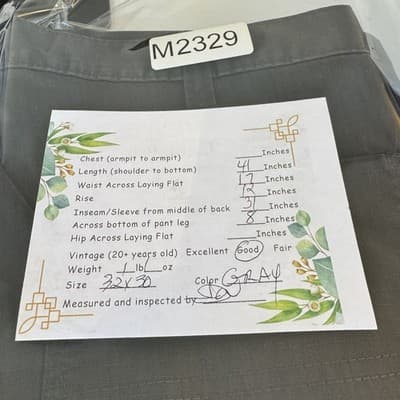 M2329
Chest (armpit to armpit) ____Inches
Length (shoulder to bottom) 41 Inches
Waist Across Laying Flat 17 Inches
Rise 12 Inches
Inseam/Sleeve from middle of back 31 Inches
Across bottom of pant leg 8 Inches
Hip Across Laying Flat ____Inches
Vintage (20+ years old) Excellent Good Fair
Weight 1 lb 1 oz
Size 32x30 Color GRAY
Measured and inspected by